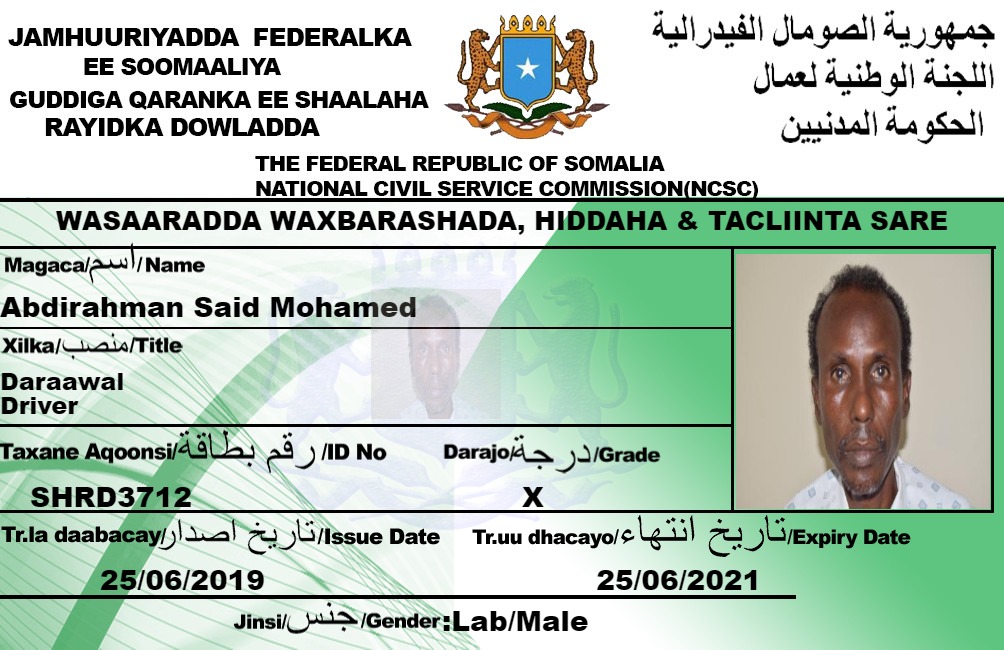 JAMHUURIYADDA FEDERALKA
EE SOOMAALIYA
GUDDIGA QARANKA EE SHAALAHA
RAYIDKA DOWLADDA
جمهورية الصومال الفيدرالية
اللجنة الوطنية لعمال
الحكومة المدنيين
THE FEDERAL REPUBLIC OF SOMALIA
NATIONAL CIVIL SERVICE COMMISSION(NCSC)
WASAARADDA WAXBARASHADA, HIDDAHA & TACLIINTA SARE
Magaca/اسم/Name
Abdirahman Said Mohamed
Xilka/منصب/Title
Daraawal
Driver
Taxane Aqoonsi/رقم بطاقة/ID No
SHRD3712
Darajo/درجة/Grade
X
Tr.la daabacay/تاريخ اصدار/Issue Date
25/06/2019
Tr.uu dhacayo/تاريخ انتهاء/Expiry Date
25/06/2021
Jinsi/جنس/Gender:Lab/Male